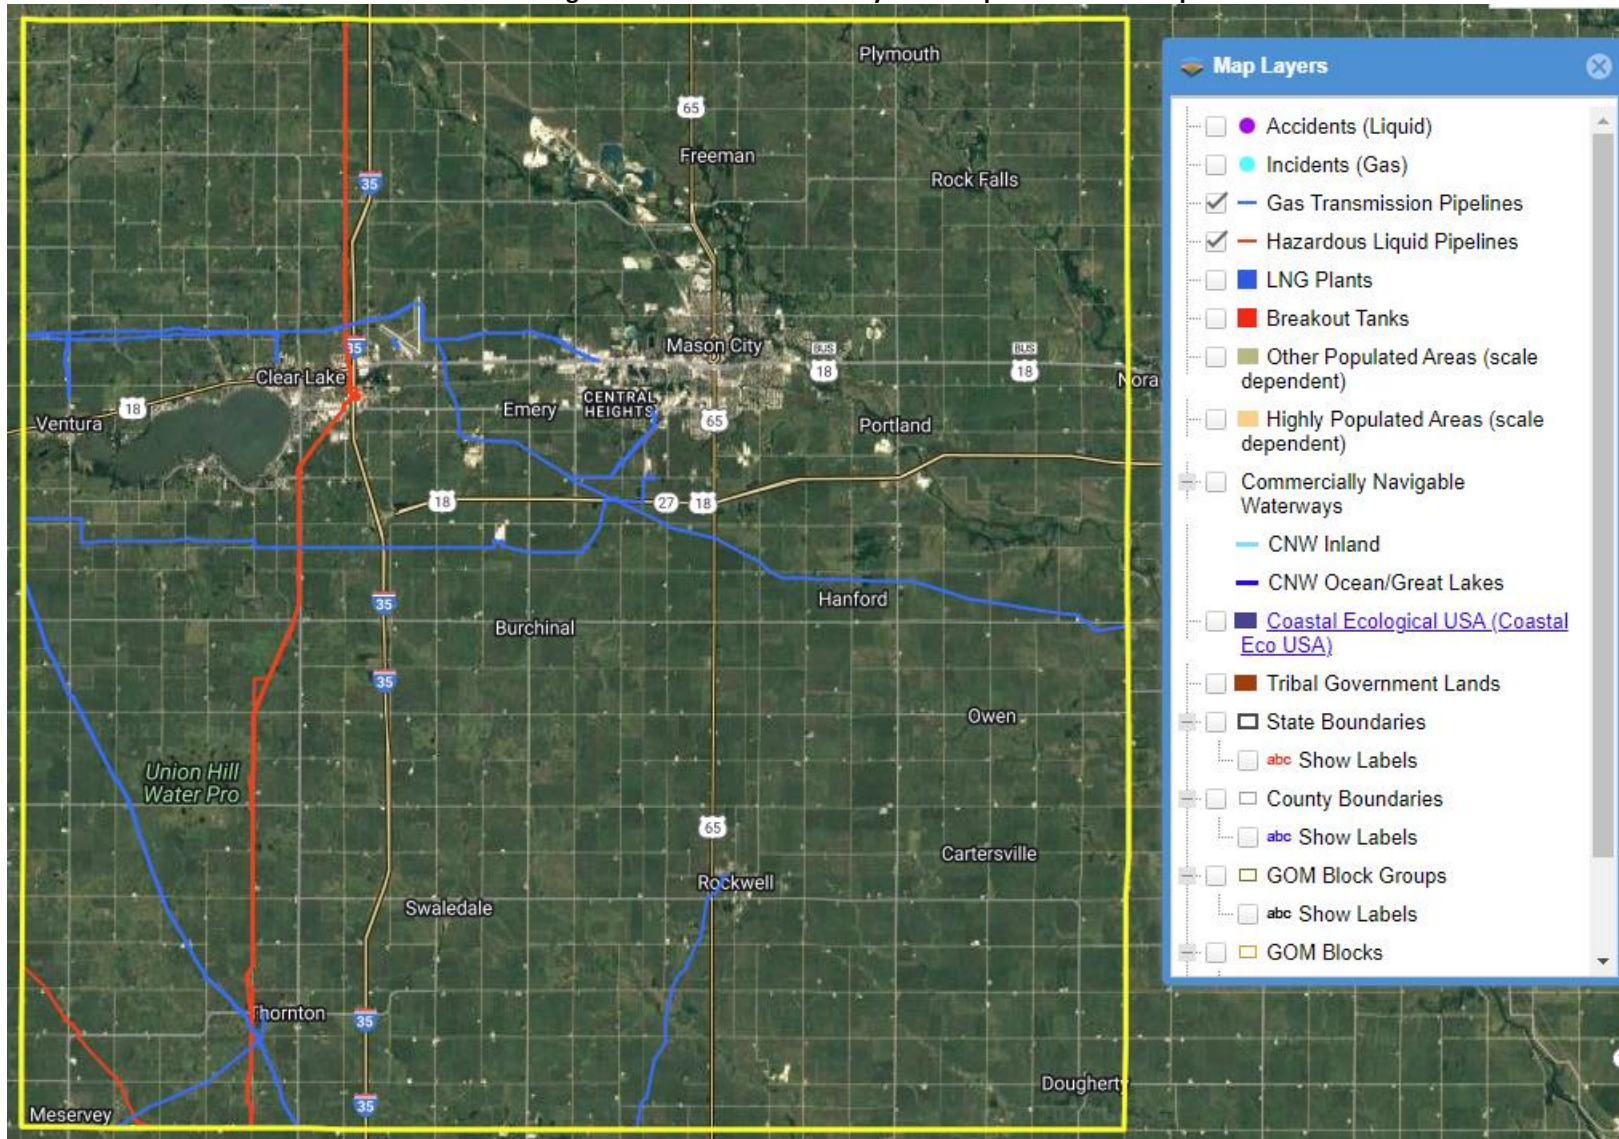 Plymouth
65
Freeman
Rock Falls
35
35
Mason City
BUS
18
BUS
18
Clear Lake
Nora
18
Emery
CENTRAL
HEIGHTS
Ventura
65
Portland
18
27
18
35
Hanford
Burchinal
35
Owen
Union Hill
Water Pro
65
Cartersville
Rockwell
Swaledale
Thornton
35
Dougherty
35
Meservey
Map Layers
Accidents (Liquid)
Incidents (Gas)
Gas Transmission Pipelines
Hazardous Liquid Pipelines
LNG Plants
Breakout Tanks
Other Populated Areas (scale
dependent)
Highly Populated Areas (scale
dependent)
Commercially Navigable
Waterways
CNW Inland
CNW Ocean/Great Lakes
Coastal Ecological USA (Coastal
Eco USA)
Tribal Government Lands
State Boundaries
abc Show Labels
County Boundaries
abc Show Labels
GOM Block Groups
abc Show Labels
GOM Blocks